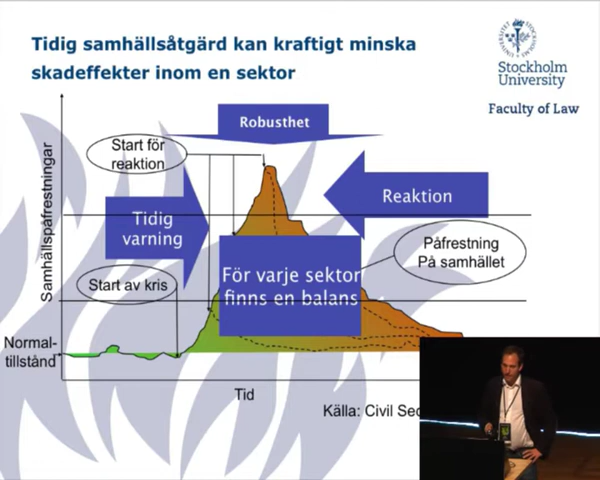 Tidig samhällsåtgärd kan kraftigt minska
skadeffekter inom en sektor
Stockholm
University
Faculty of Law
Robusthet
Start för
reaktion
Reaktion
Tidig
varning
Påfrestning
På samhället
För varje sektor
finns en balans
Start av kris
Samhällspåfrestningar
Normal-
tillstånd
Tid
Källa: Civil